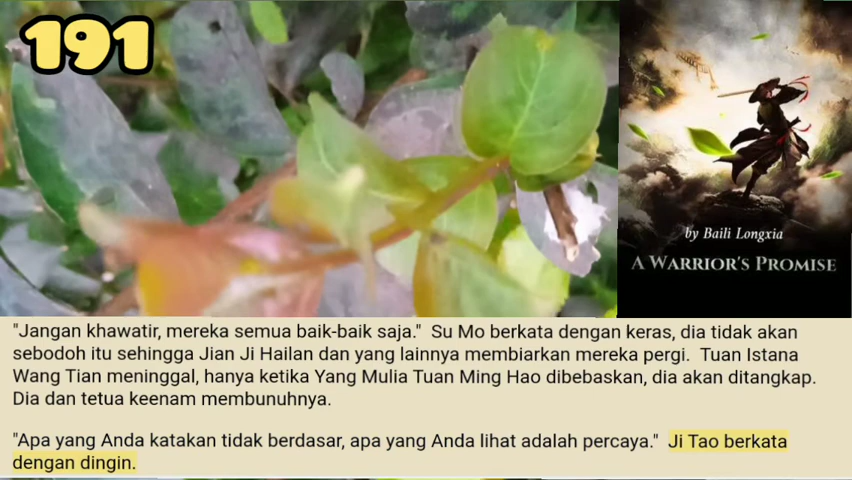 191
by Baili Longxia
A WARRIOR'S PROMISE
"Jangan khawatir, mereka semua baik-baik saja." Su Mo berkata dengan keras, dia tidak akan
sebodoh itu sehingga Jian Ji Hailan dan yang lainnya membiarkan mereka pergi. Tuan Istana
Wang Tian meninggal, hanya ketika Yang Mulia Tuan Ming Hao dibebaskan, dia akan ditangkap.
Dia dan tetua keenam membunuhnya.
"Apa yang Anda katakan tidak berdasar, apa yang Anda lihat adalah percaya." Ji Tao berkata
dengan dingin.